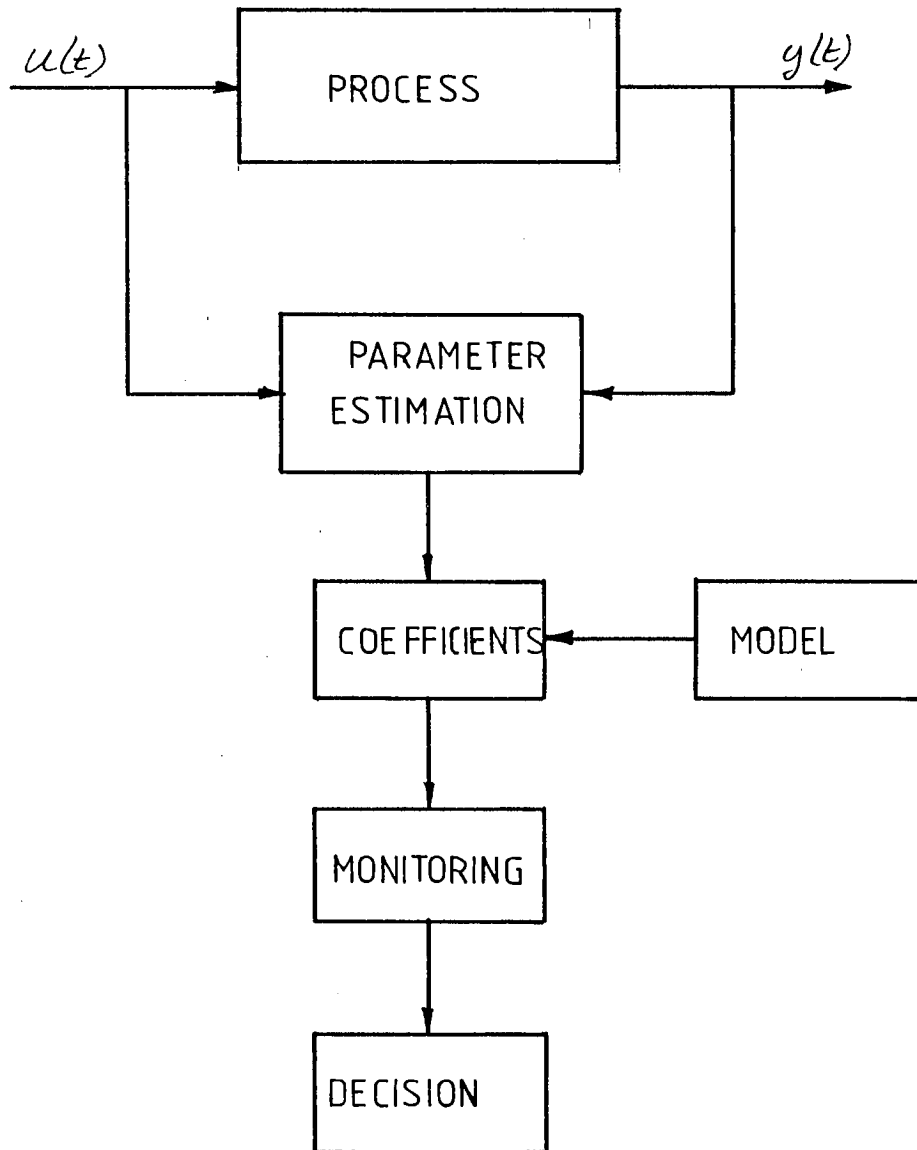 u(t)
PROCESS
y(t)
PARAMETER
ESTIMATION
COEFFICIENTS
MODEL
MONITORING
DECISION